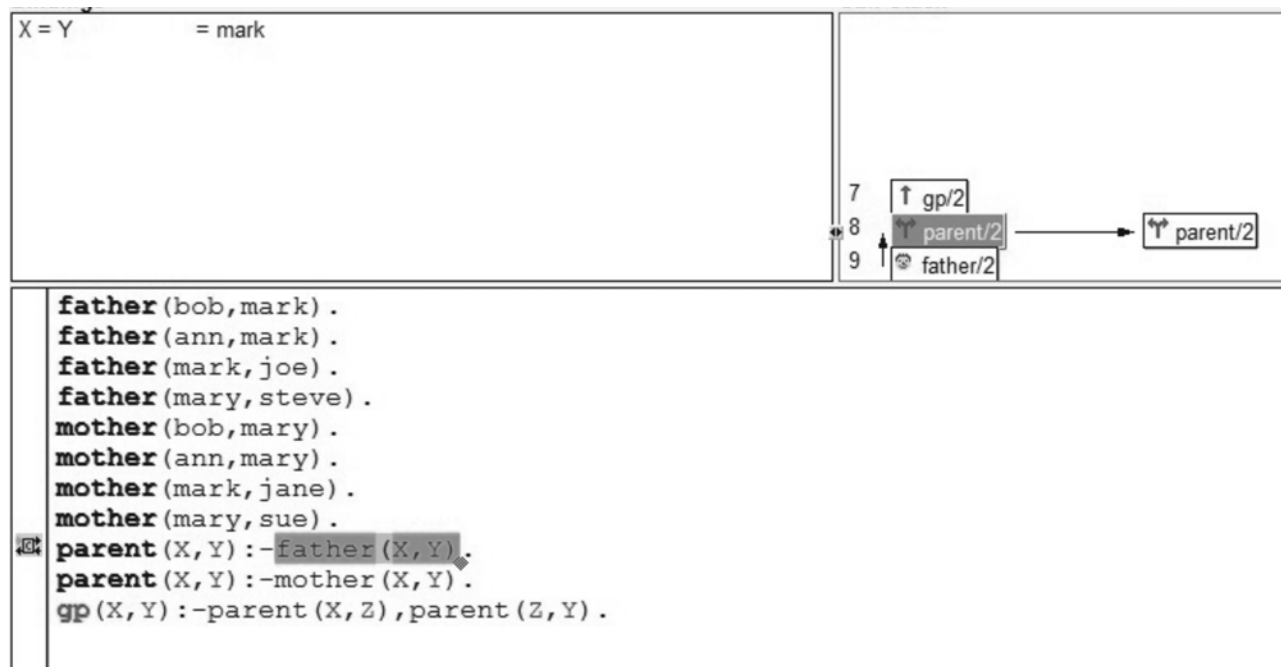 X = Y = mark
7 gp/2
8 parent/2 parent/2
9 father/2
father(bob,mark).
father(ann,mark).
father(mark,joe).
father(mary,steve).
mother(bob,mary).
mother(ann,mary).
mother(mark,jane).
mother(mary,sue).
parent(X,Y):-father(X,Y).
parent(X,Y):-mother(X,Y).
gp(X,Y):-parent(X,Z),parent(Z,Y).